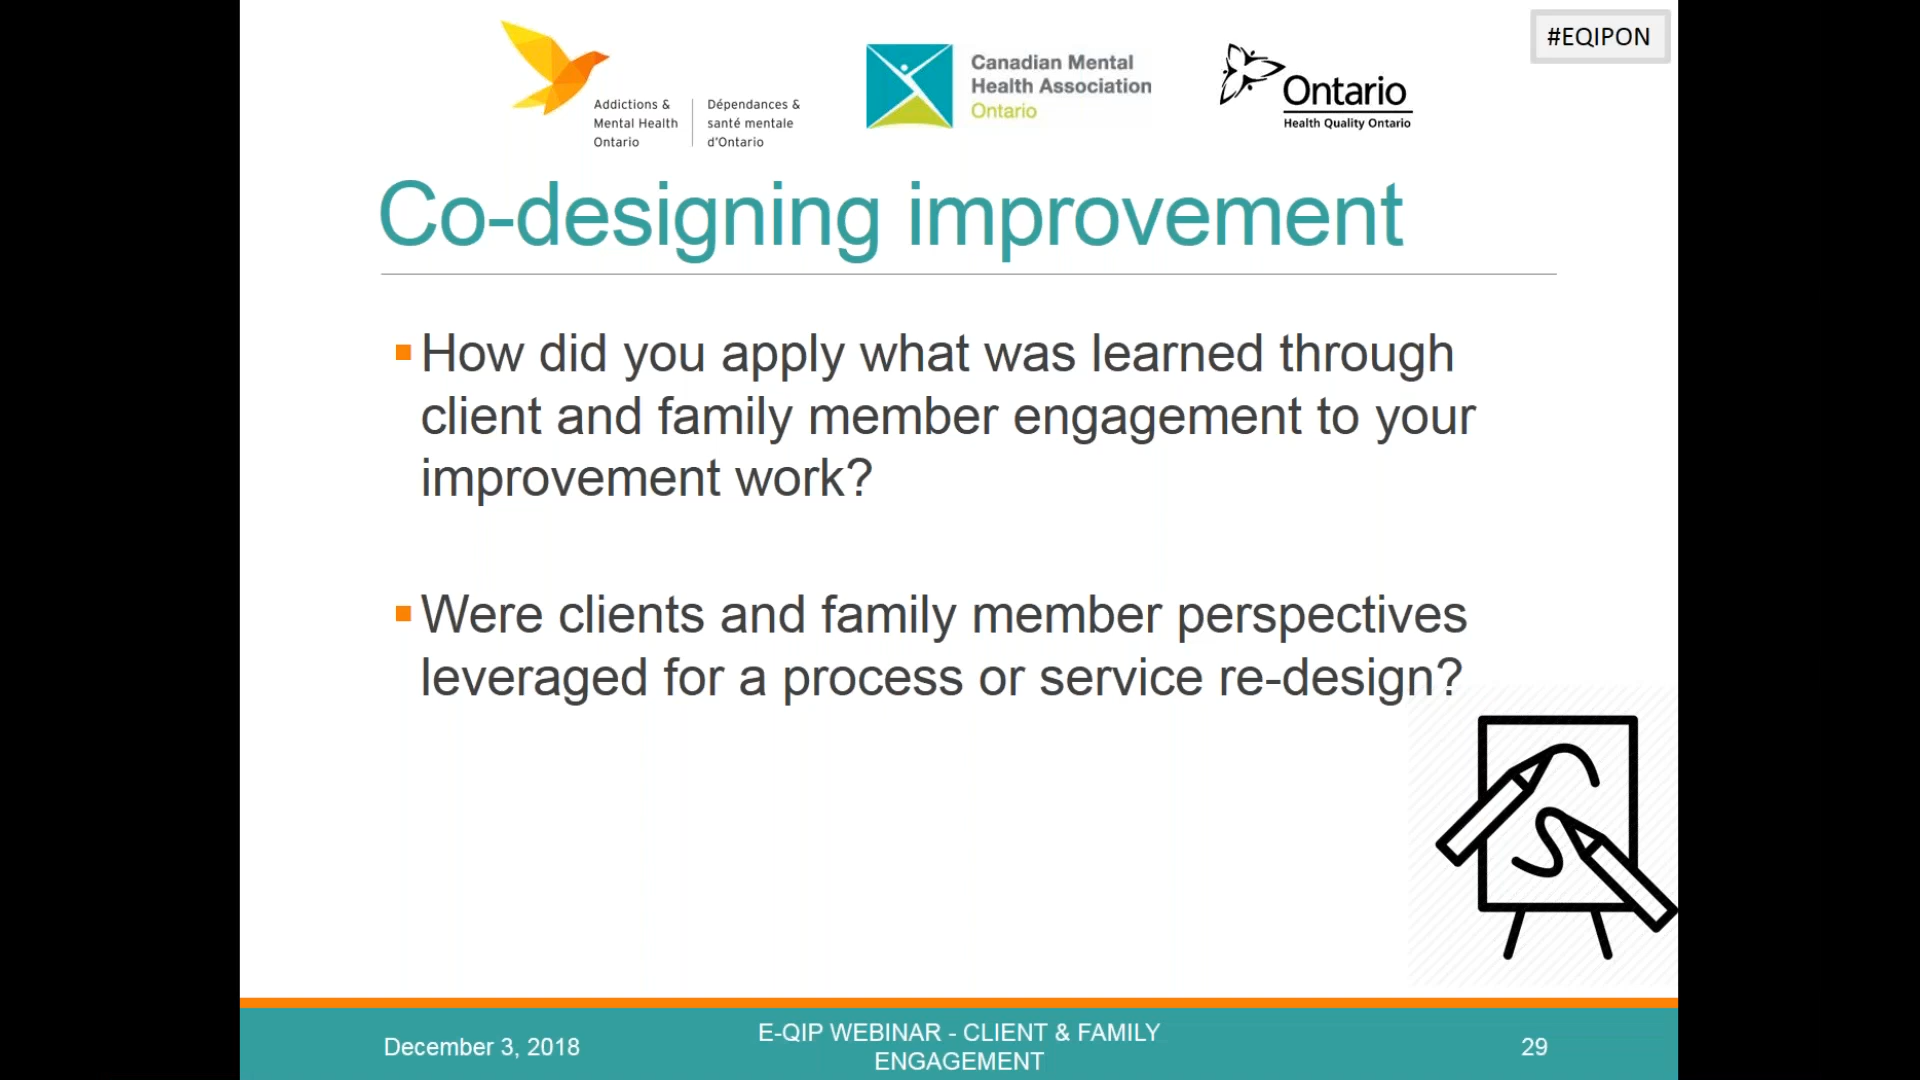 #EQIPON
Addictions &
Mental Health
Ontario
Dépendances &
santé mentale
d'Ontario
Canadian Mental
Health Association
Ontario
Ontario
Health Quality Ontario
Co-designing improvement
How did you apply what was learned through
client and family member engagement to your
improvement work?
Were clients and family member perspectives
leveraged for a process or service re-design?
December 3, 2018
E-QIP WEBINAR - CLIENT & FAMILY
ENGAGEMENT
29